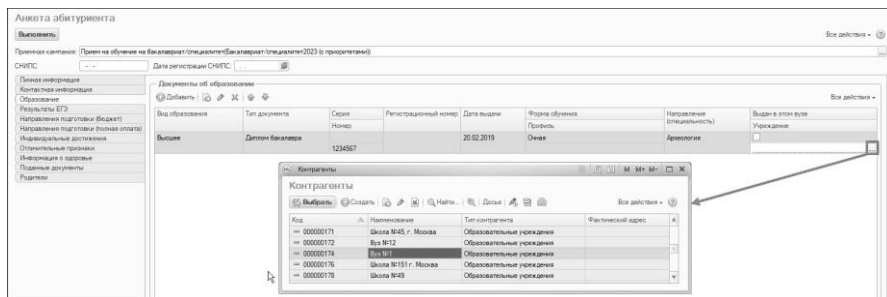 Анкета абитуриента
Выполнить
Все действия
Приемная кампания: Прием на обучение на бакалавриат/специалитет(Бакалавриат/специалитет2023 (с приоритетами))
СНИЛС: - - Дата регистрации СНИЛС: . .
Личная информация
Контактная информация
Образование
Результаты ЕГЭ
Направления подготовки (бюджет)
Направления подготовки (полная оплата)
Индивидуальные достижения
Отличительные признаки
Информация о здоровье
Поданные документы
Родители
Документы об образовании
Добавить
Все действия
Вид образования Тип документа Серия Регистрационный номер Дата выдачи Форма обучения Направление (специальность) Выдан в этом вузе
Номер Профиль Учреждение
Высшее Диплом бакалавра 20.02.2019 Очная Археология
1234567
Контрагенты
M M+ M-
Контрагенты
Выбрать Создать Найти... Досье Все действия
Код Наименование Тип контрагента Фактический адрес
000000171 Школа №45, г. Москва Образовательные учреждения
000000172 Вуз №12 Образовательные учреждения
000000174 Вуз №1 Образовательные учреждения
000000176 Школа №151 г. Москва Образовательные учреждения
000000178 Школа №49 Образовательные учреждения